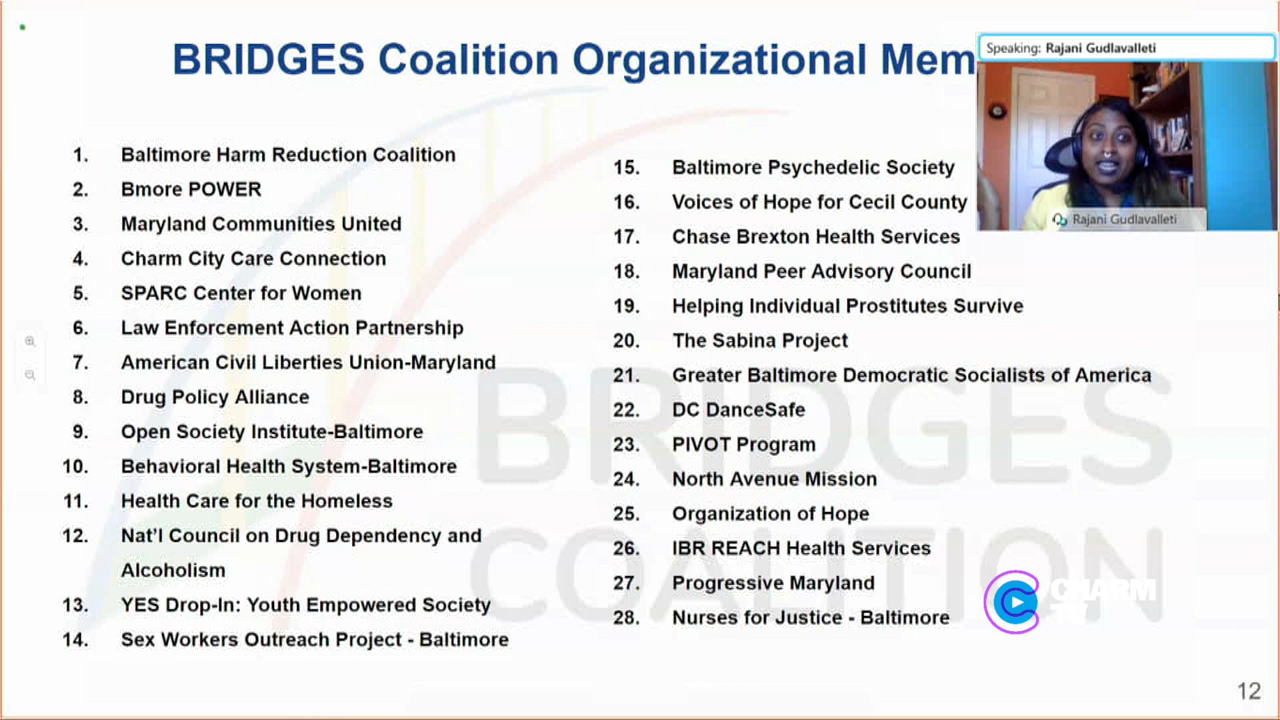 BRIDGES Coalition Organizational Mem
Speaking: Rajani Gudlavalleti
Rajani Gudlavalleti
1. Baltimore Harm Reduction Coalition
2. Bmore POWER
3. Maryland Communities United
4. Charm City Care Connection
5. SPARC Center for Women
6. Law Enforcement Action Partnership
7. American Civil Liberties Union-Maryland
8. Drug Policy Alliance
9. Open Society Institute-Baltimore
10. Behavioral Health System-Baltimore
11. Health Care for the Homeless
12. Nat'l Council on Drug Dependency and
Alcoholism
13. YES Drop-In: Youth Empowered Society
14. Sex Workers Outreach Project - Baltimore
15. Baltimore Psychedelic Society
16. Voices of Hope for Cecil County
17. Chase Brexton Health Services
18. Maryland Peer Advisory Council
19. Helping Individual Prostitutes Survive
20. The Sabina Project
21. Greater Baltimore Democratic Socialists of America
22. DC DanceSafe
23. PIVOT Program
24. North Avenue Mission
25. Organization of Hope
26. IBR REACH Health Services
27. Progressive Maryland
28. Nurses for Justice - Baltimore
BRIDGES
COALITION
CHARM
TV
12